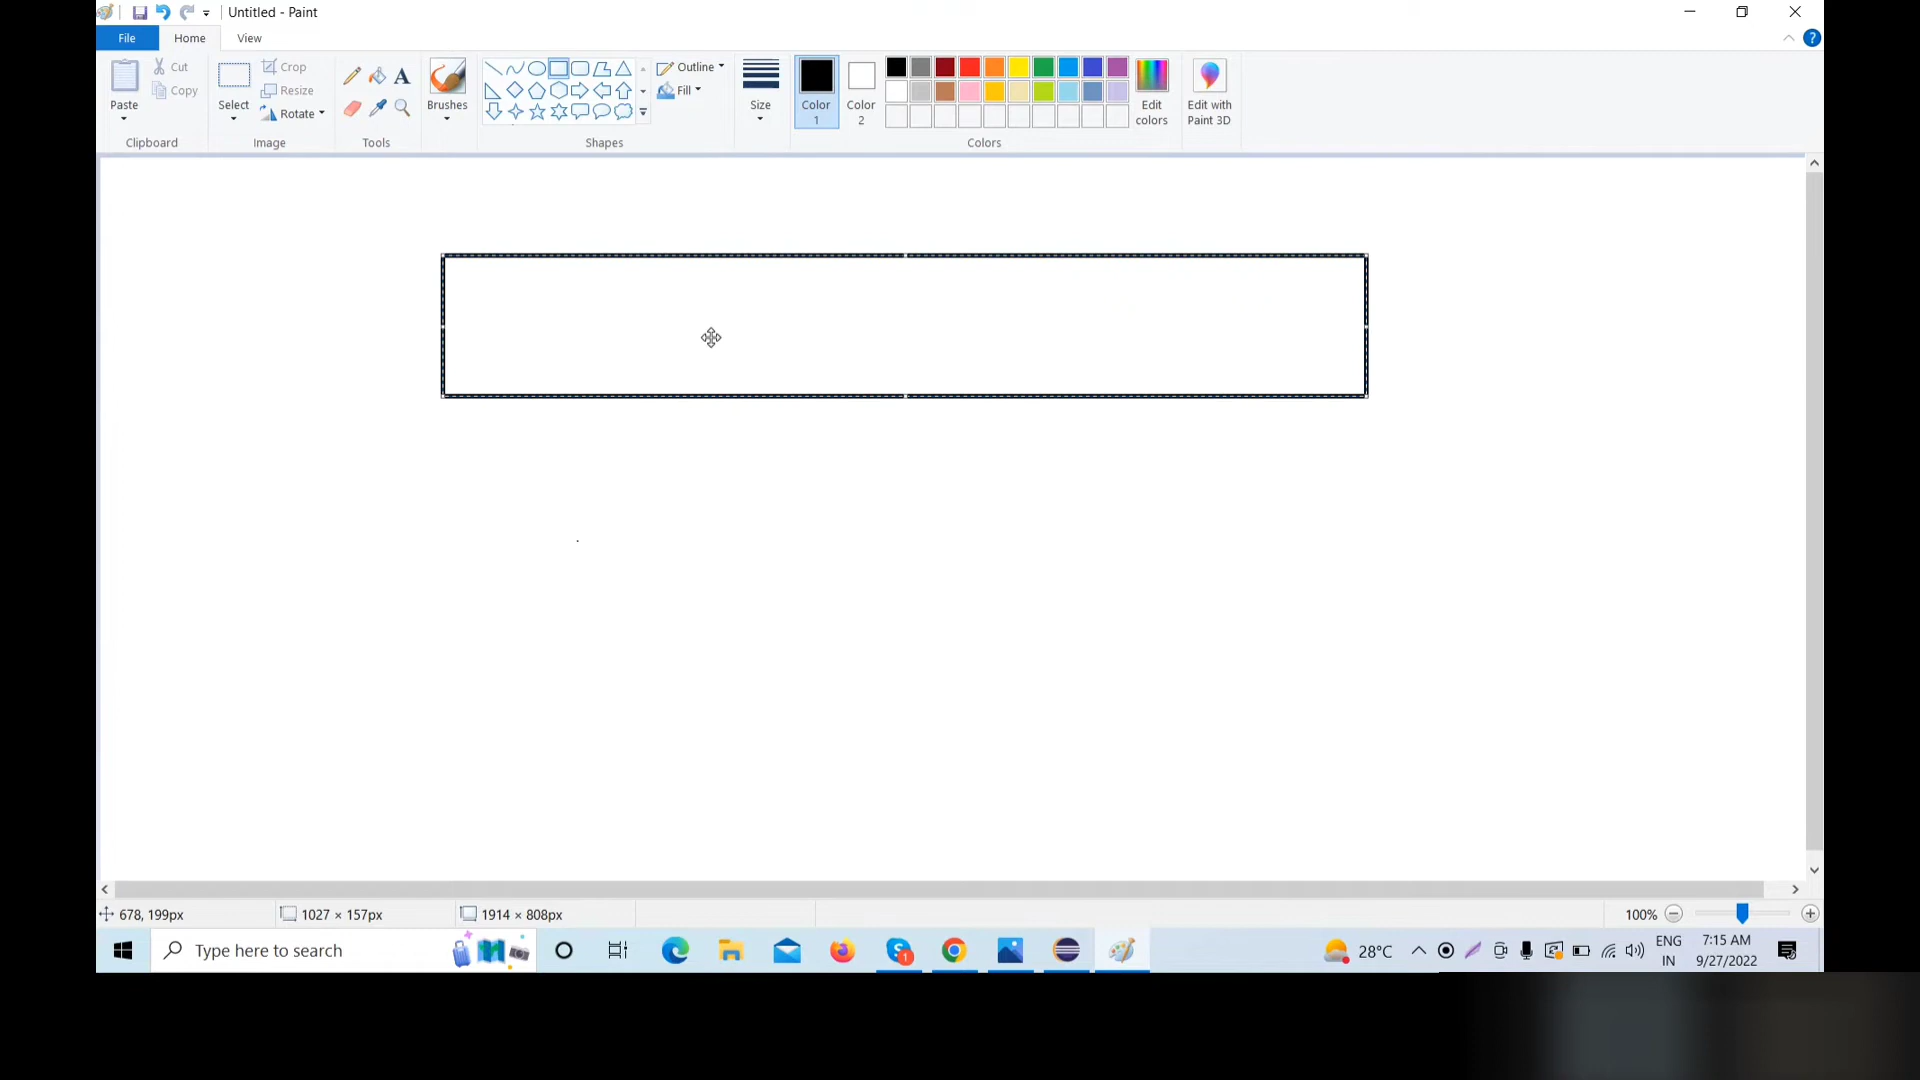 Untitled - Paint
File Home View
Paste
Cut
Copy
Clipboard
Select
Crop
Resize
Rotate
Image
A
Tools
Brushes
Shapes
Outline
Fill
Size
Color 1
Color 2
Colors
Edit colors
Edit with Paint 3D
678, 199px
1027 × 157px
1914 × 808px
100%
Type here to search
1
28°C
ENG
IN
7:15 AM
9/27/2022